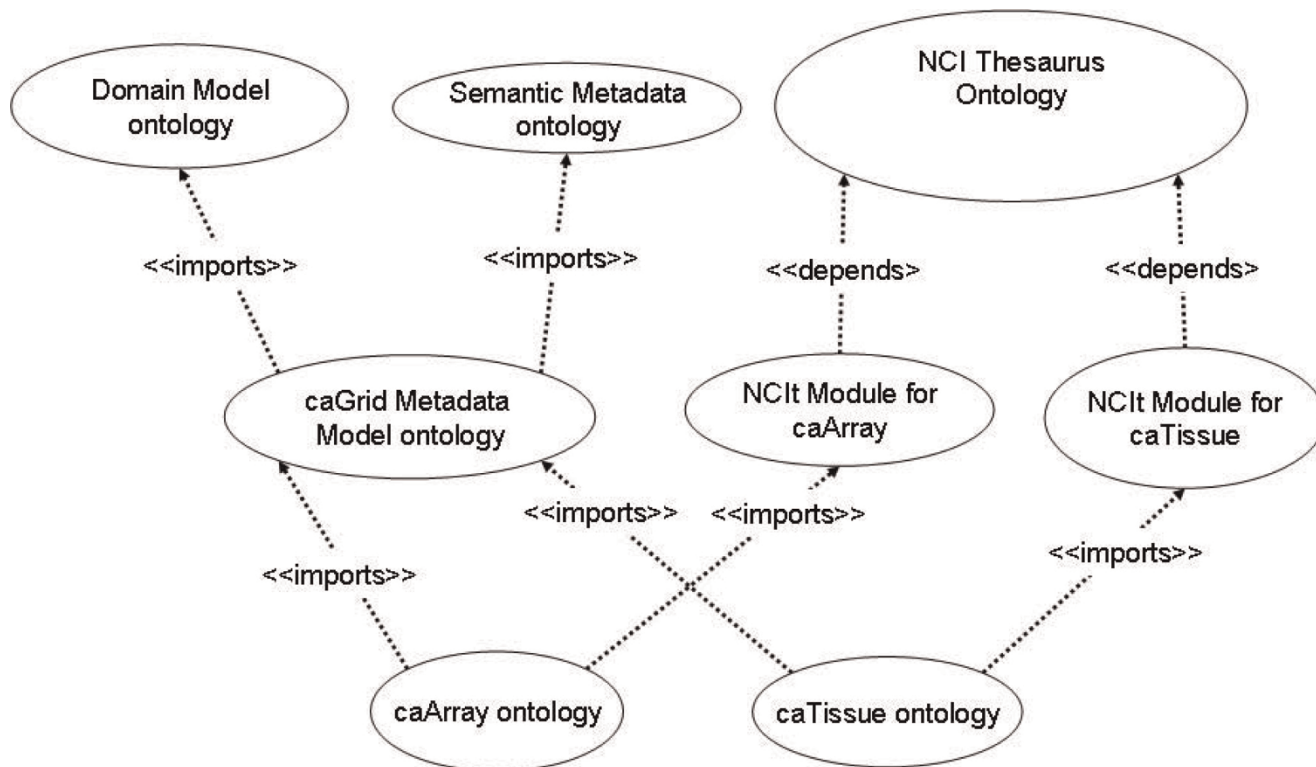 Domain Model
ontology
Semantic Metadata
ontology
NCI Thesaurus
Ontology
<<imports>>
<<imports>>
<<depends>
<<depends>
caGrid Metadata
Model ontology
NCIt Module for
caArray
NCIt Module for
caTissue
<<imports>>
<<imports>>
<<imports>>
<<imports>>
caArray ontology
caTissue ontology